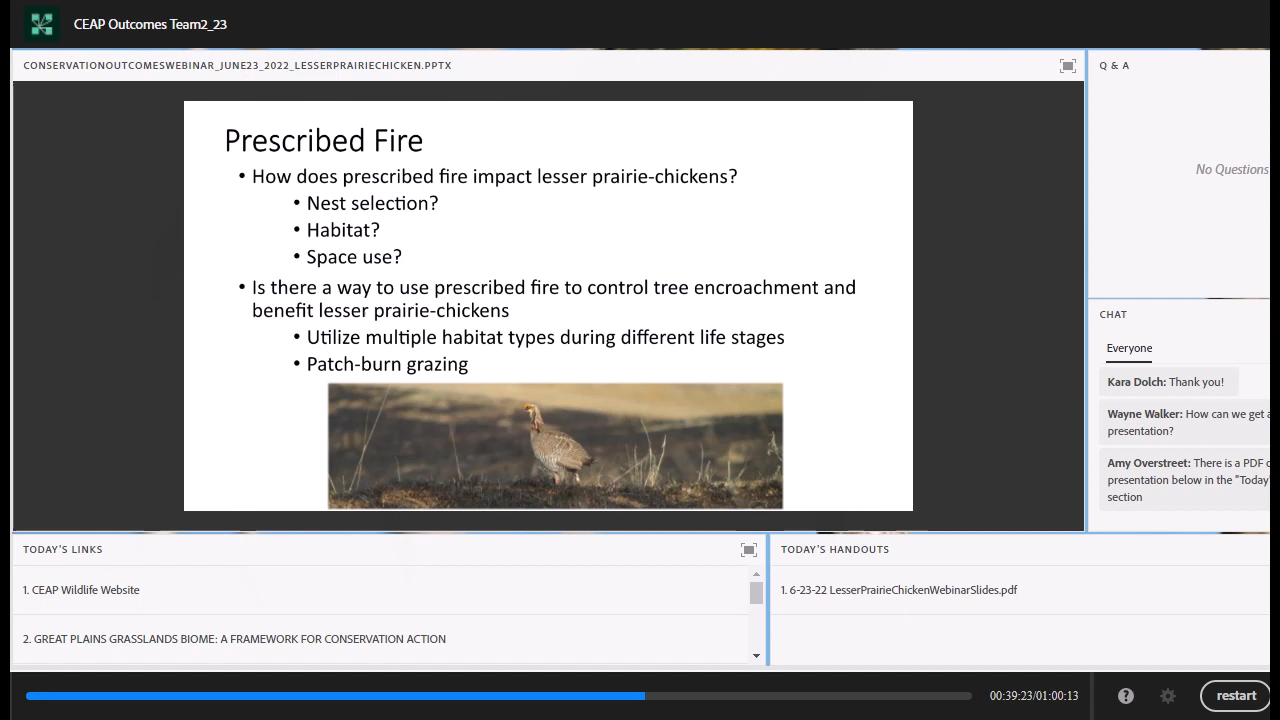 CEAP Outcomes Team2_23
CONSERVATIONOUTCOMESWEBINAR_JUNE23_2022_LESSERPRAIRIECHICKEN.PPTX
Prescribed Fire
• How does prescribed fire impact lesser prairie-chickens?
• Nest selection?
• Habitat?
• Space use?
• Is there a way to use prescribed fire to control tree encroachment and
benefit lesser prairie-chickens
• Utilize multiple habitat types during different life stages
• Patch-burn grazing
Q & A
No Questions
CHAT
Everyone
Kara Dolch: Thank you!
Wayne Walker: How can we get a
presentation?
Amy Overstreet: There is a PDF
presentation below in the "Today
section
TODAY'S LINKS
1. CEAP Wildlife Website
2. GREAT PLAINS GRASSLANDS BIOME: A FRAMEWORK FOR CONSERVATION ACTION
TODAY'S HANDOUTS
1. 6-23-22 LesserPrairieChickenWebinarSlides.pdf
00:39:23/01:00:13
?
restart